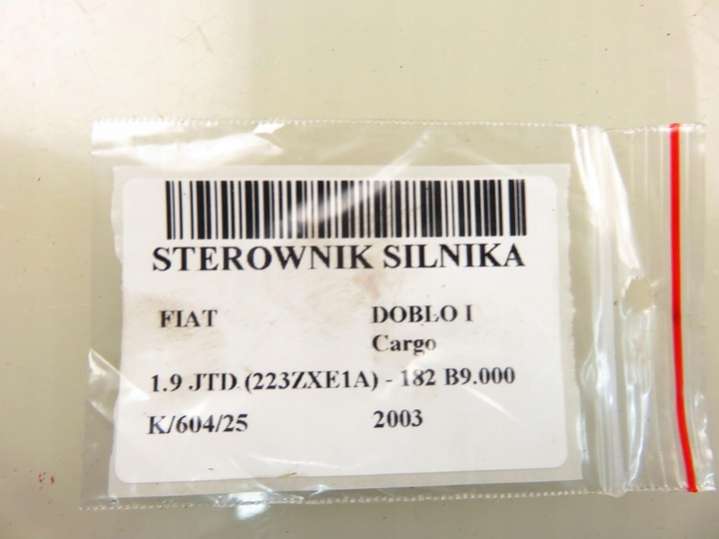 STEROWNIK SILNIKA
FIAT DOBLO I
Cargo
1.9 JTD (223ZXE1A) - 182 B9.000
K/604/25 2003